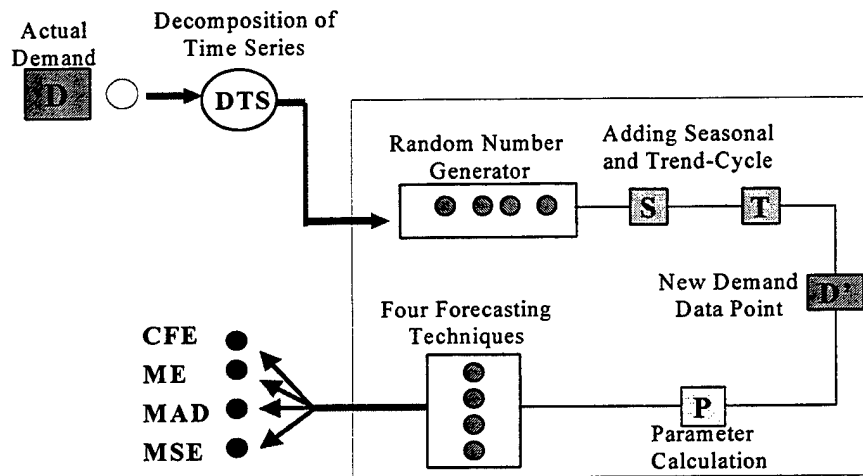 Actual
Demand
D
Decomposition of
Time Series
DTS
Random Number
Generator
Adding Seasonal
and Trend-Cycle
S
T
New Demand
Data Point
D'
Four Forecasting
Techniques
P
Parameter
Calculation
CFE
ME
MAD
MSE